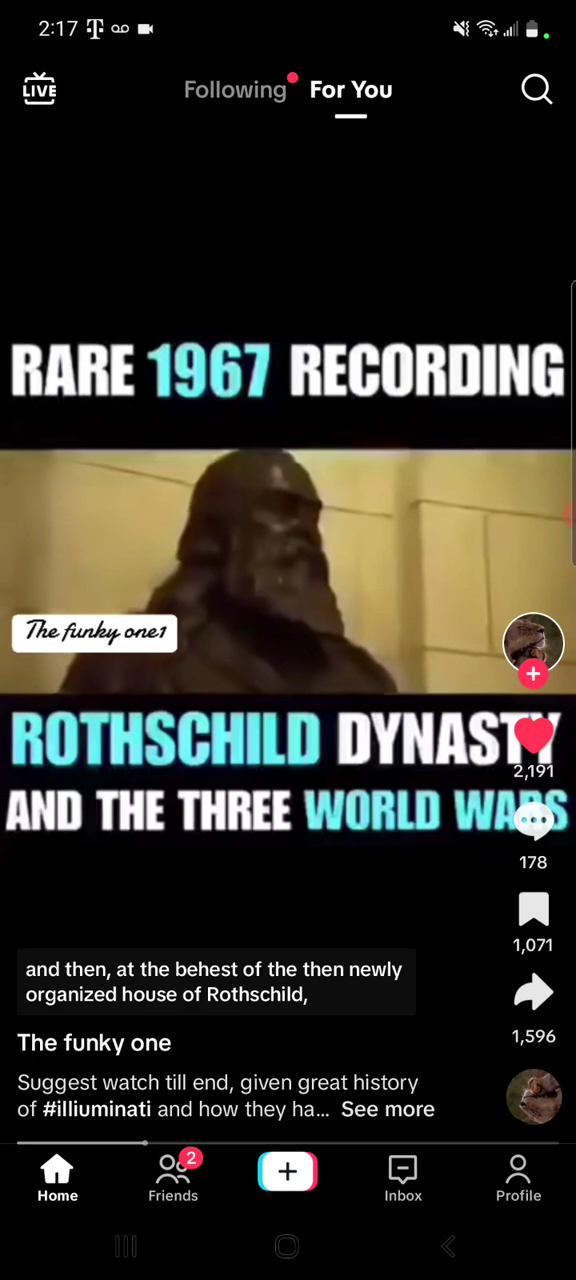 2:17
LIVE
Following
For You
RARE 1967 RECORDING
The funky one1
ROTHSCHILD DYNASTY
2,191
AND THE THREE WORLD WARS
178
1,071
and then, at the behest of the then newly
organized house of Rothschild,
1,596
The funky one
Suggest watch till end, given great history
of #illiuminati and how they ha... See more
2
Home
Friends
Inbox
Profile